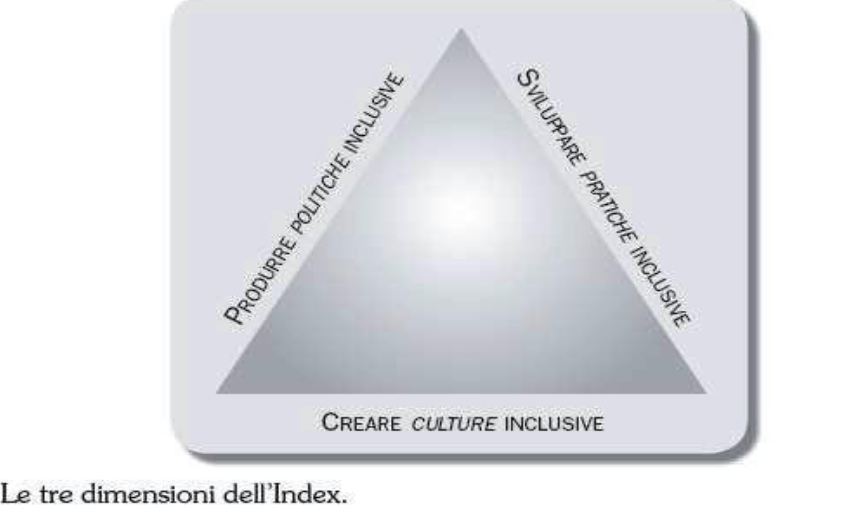 PRODURRE POLITICHE INCLUSIVE
SVILUPPARE PRATICHE INCLUSIVE
CREARE CULTURE INCLUSIVE
Le tre dimensioni dell'Index.